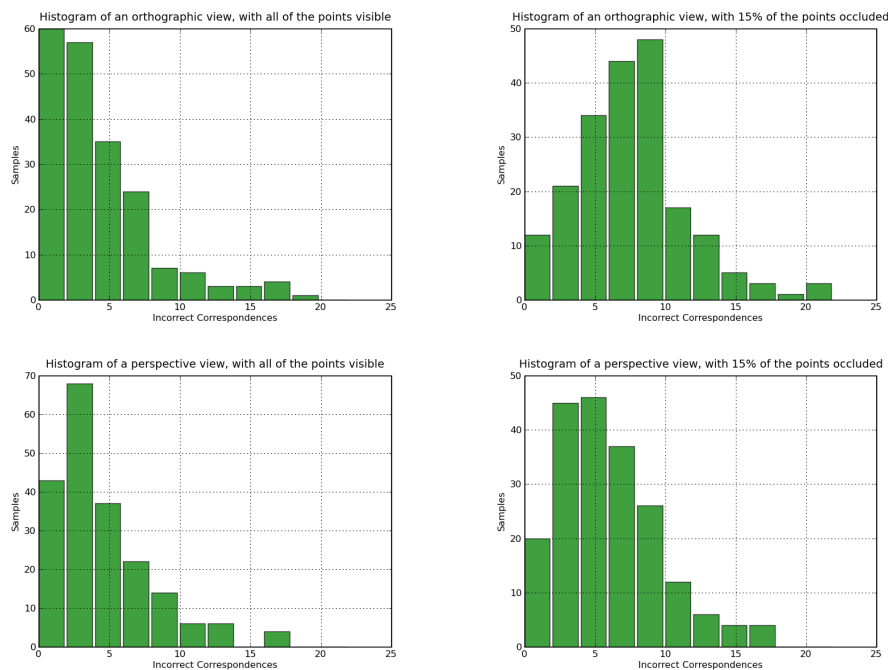 Histogram of an orthographic view, with all of the points visible
60
50
40
30
20
10
0
Samples
0 5 10 15 20 25
Incorrect Correspondences
Histogram of an orthographic view, with 15% of the points occluded
50
40
30
20
10
0
Samples
0 5 10 15 20 25
Incorrect Correspondences
Histogram of a perspective view, with all of the points visible
70
60
50
40
30
20
10
0
Samples
0 5 10 15 20 25
Incorrect Correspondences
Histogram of a perspective view, with 15% of the points occluded
50
40
30
20
10
0
Samples
0 5 10 15 20 25
Incorrect Correspondences